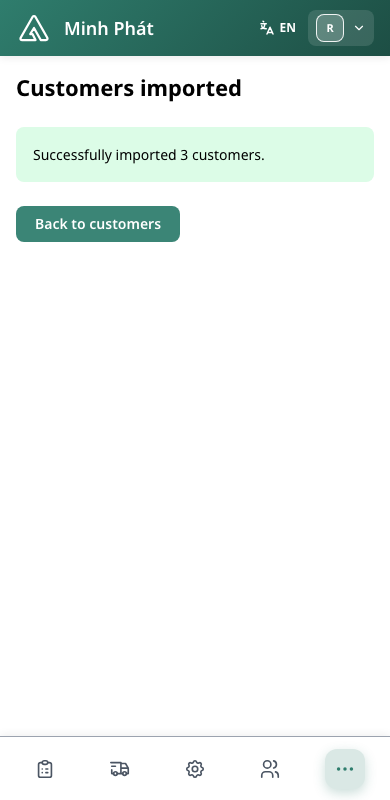 Minh Phát
EN
R
Customers imported
Successfully imported 3 customers.
Back to customers